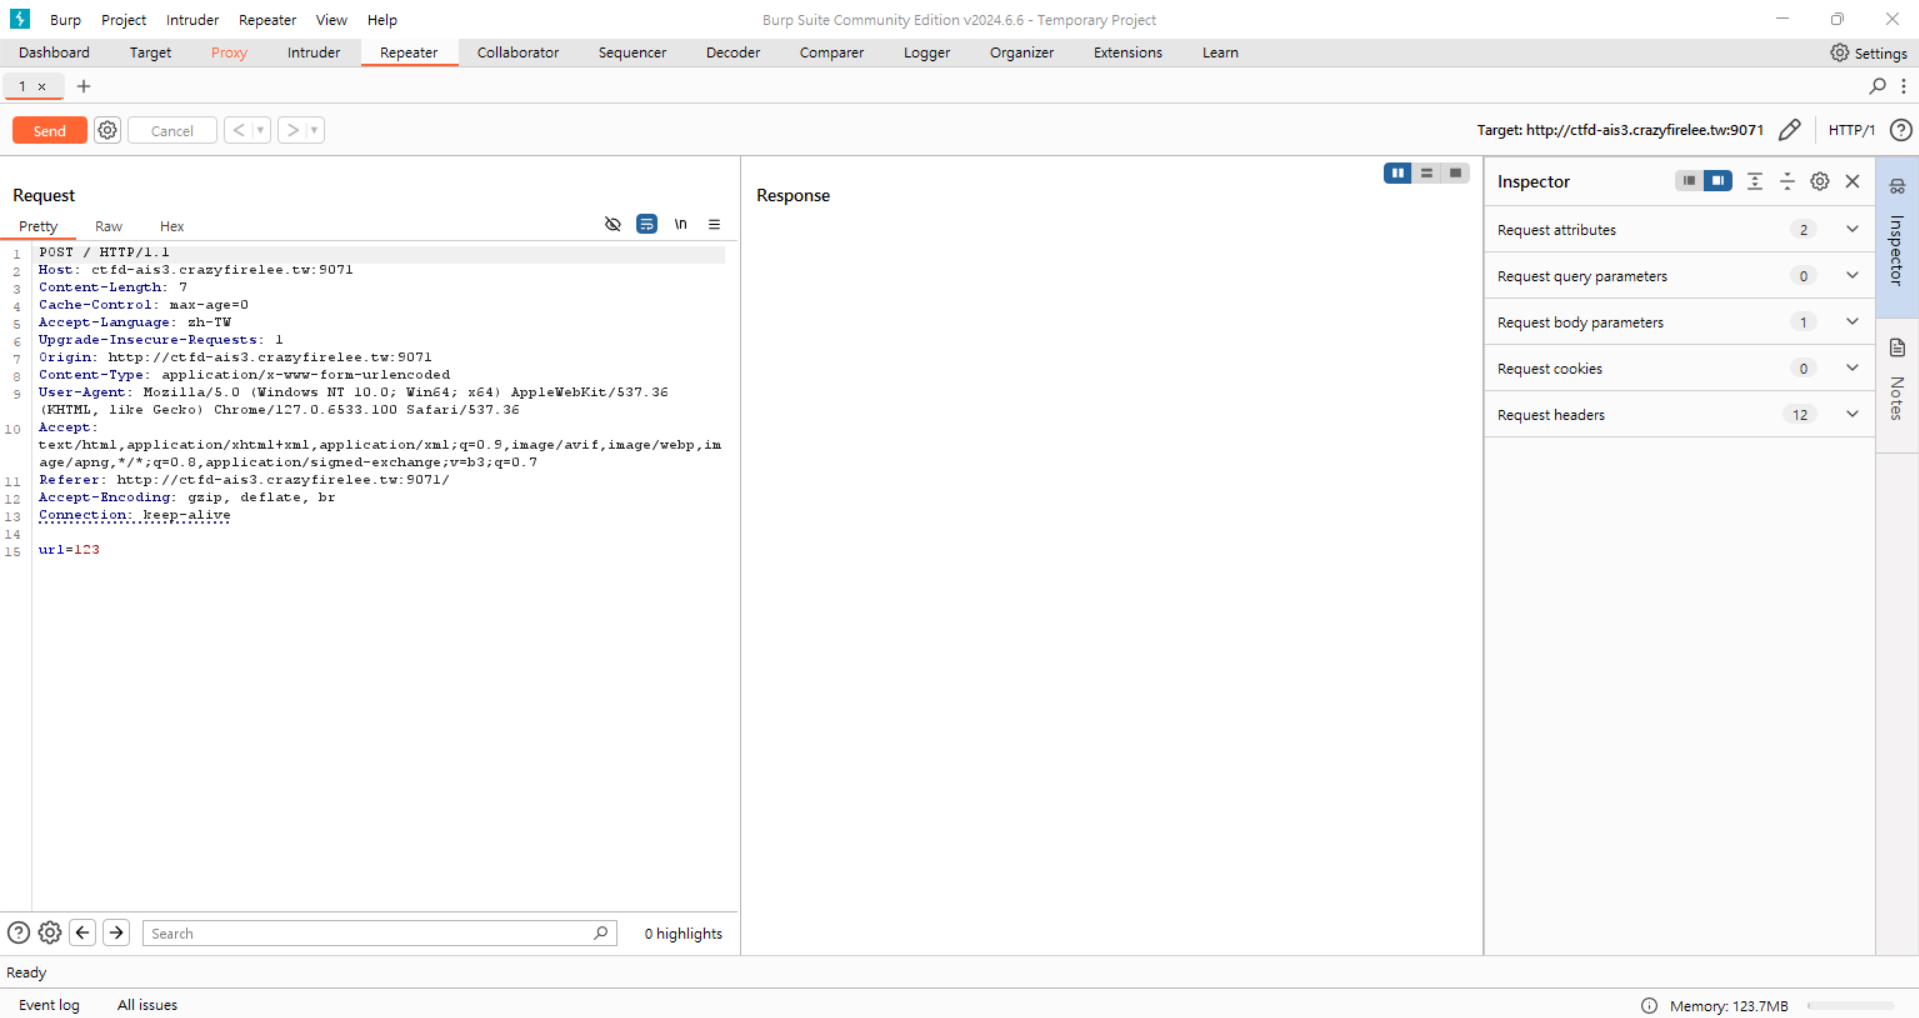 Burp Project Intruder Repeater View Help
Burp Suite Community Edition v2024.6.6 - Temporary Project
Dashboard Target Proxy Intruder Repeater Collaborator Sequencer Decoder Comparer Logger Organizer Extensions Learn
Settings
1 × +
Send Cancel < >
Target: http://ctfd-ais3.crazyfirelee.tw:9071
HTTP/1
Request
Pretty Raw Hex
\n
1 POST / HTTP/1.1
2 Host: ctfd-ais3.crazyfirelee.tw:9071
3 Content-Length: 7
4 Cache-Control: max-age=0
5 Accept-Language: zh-TW
6 Upgrade-Insecure-Requests: 1
7 Origin: http://ctfd-ais3.crazyfirelee.tw:9071
8 Content-Type: application/x-www-form-urlencoded
9 User-Agent: Mozilla/5.0 (Windows NT 10.0; Win64; x64) AppleWebKit/537.36
(KHTML, like Gecko) Chrome/127.0.6533.100 Safari/537.36
10 Accept:
text/html,application/xhtml+xml,application/xml;q=0.9,image/avif,image/webp,im
age/apng,*/*;q=0.8,application/signed-exchange;v=b3;q=0.7
11 Referer: http://ctfd-ais3.crazyfirelee.tw:9071/
12 Accept-Encoding: gzip, deflate, br
13 Connection: keep-alive
14
15 url=123
Search
0 highlights
Response
Inspector
Request attributes 2
Request query parameters 0
Request body parameters 1
Request cookies 0
Request headers 12
Inspector
Notes
Ready
Event log All issues
Memory: 123.7MB